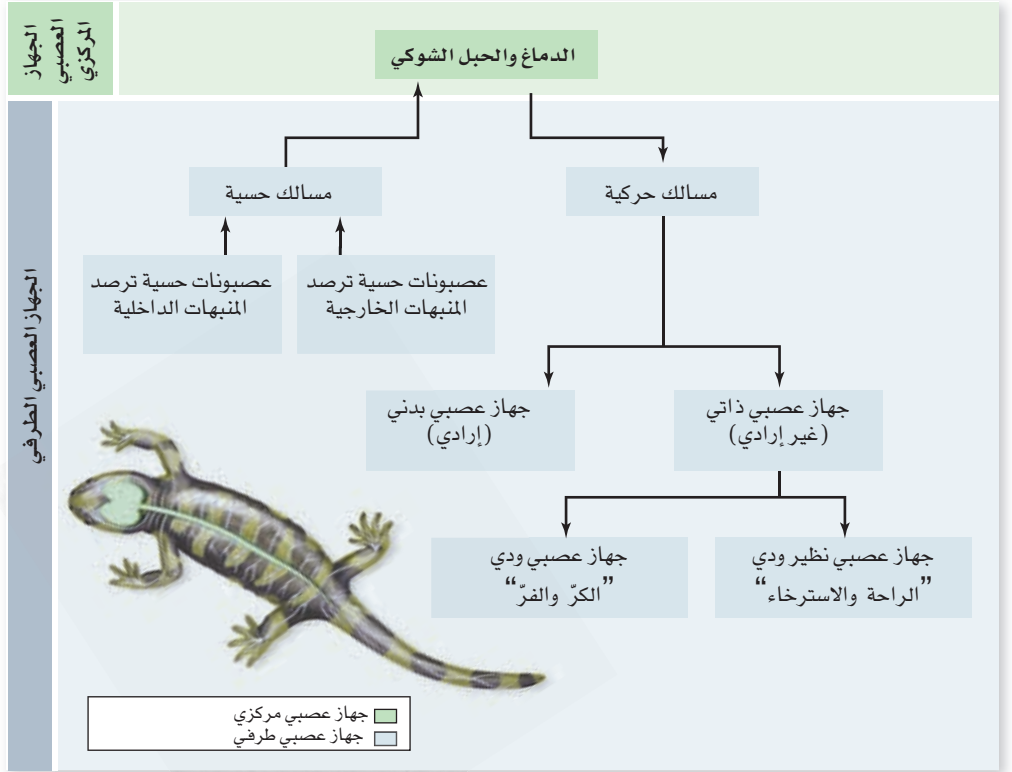 الجهاز
العصبي
المركزي
الدماغ والحبل الشوكي
الجهاز العصبي الطرفي
مسالك حركية
مسالك حسية
عصبونات حسية ترصد
المنبهات الخارجية
عصبونات حسية ترصد
المنبهات الداخلية
جهاز عصبي ذاتي
(غير إرادي)
جهاز عصبي بدني
(إرادي)
جهاز عصبي نظير ودي
”الراحة والاسترخاء“
جهاز عصبي ودي
”الكرّ والفرّ“
جهاز عصبي مركزي
جهاز عصبي طرفي